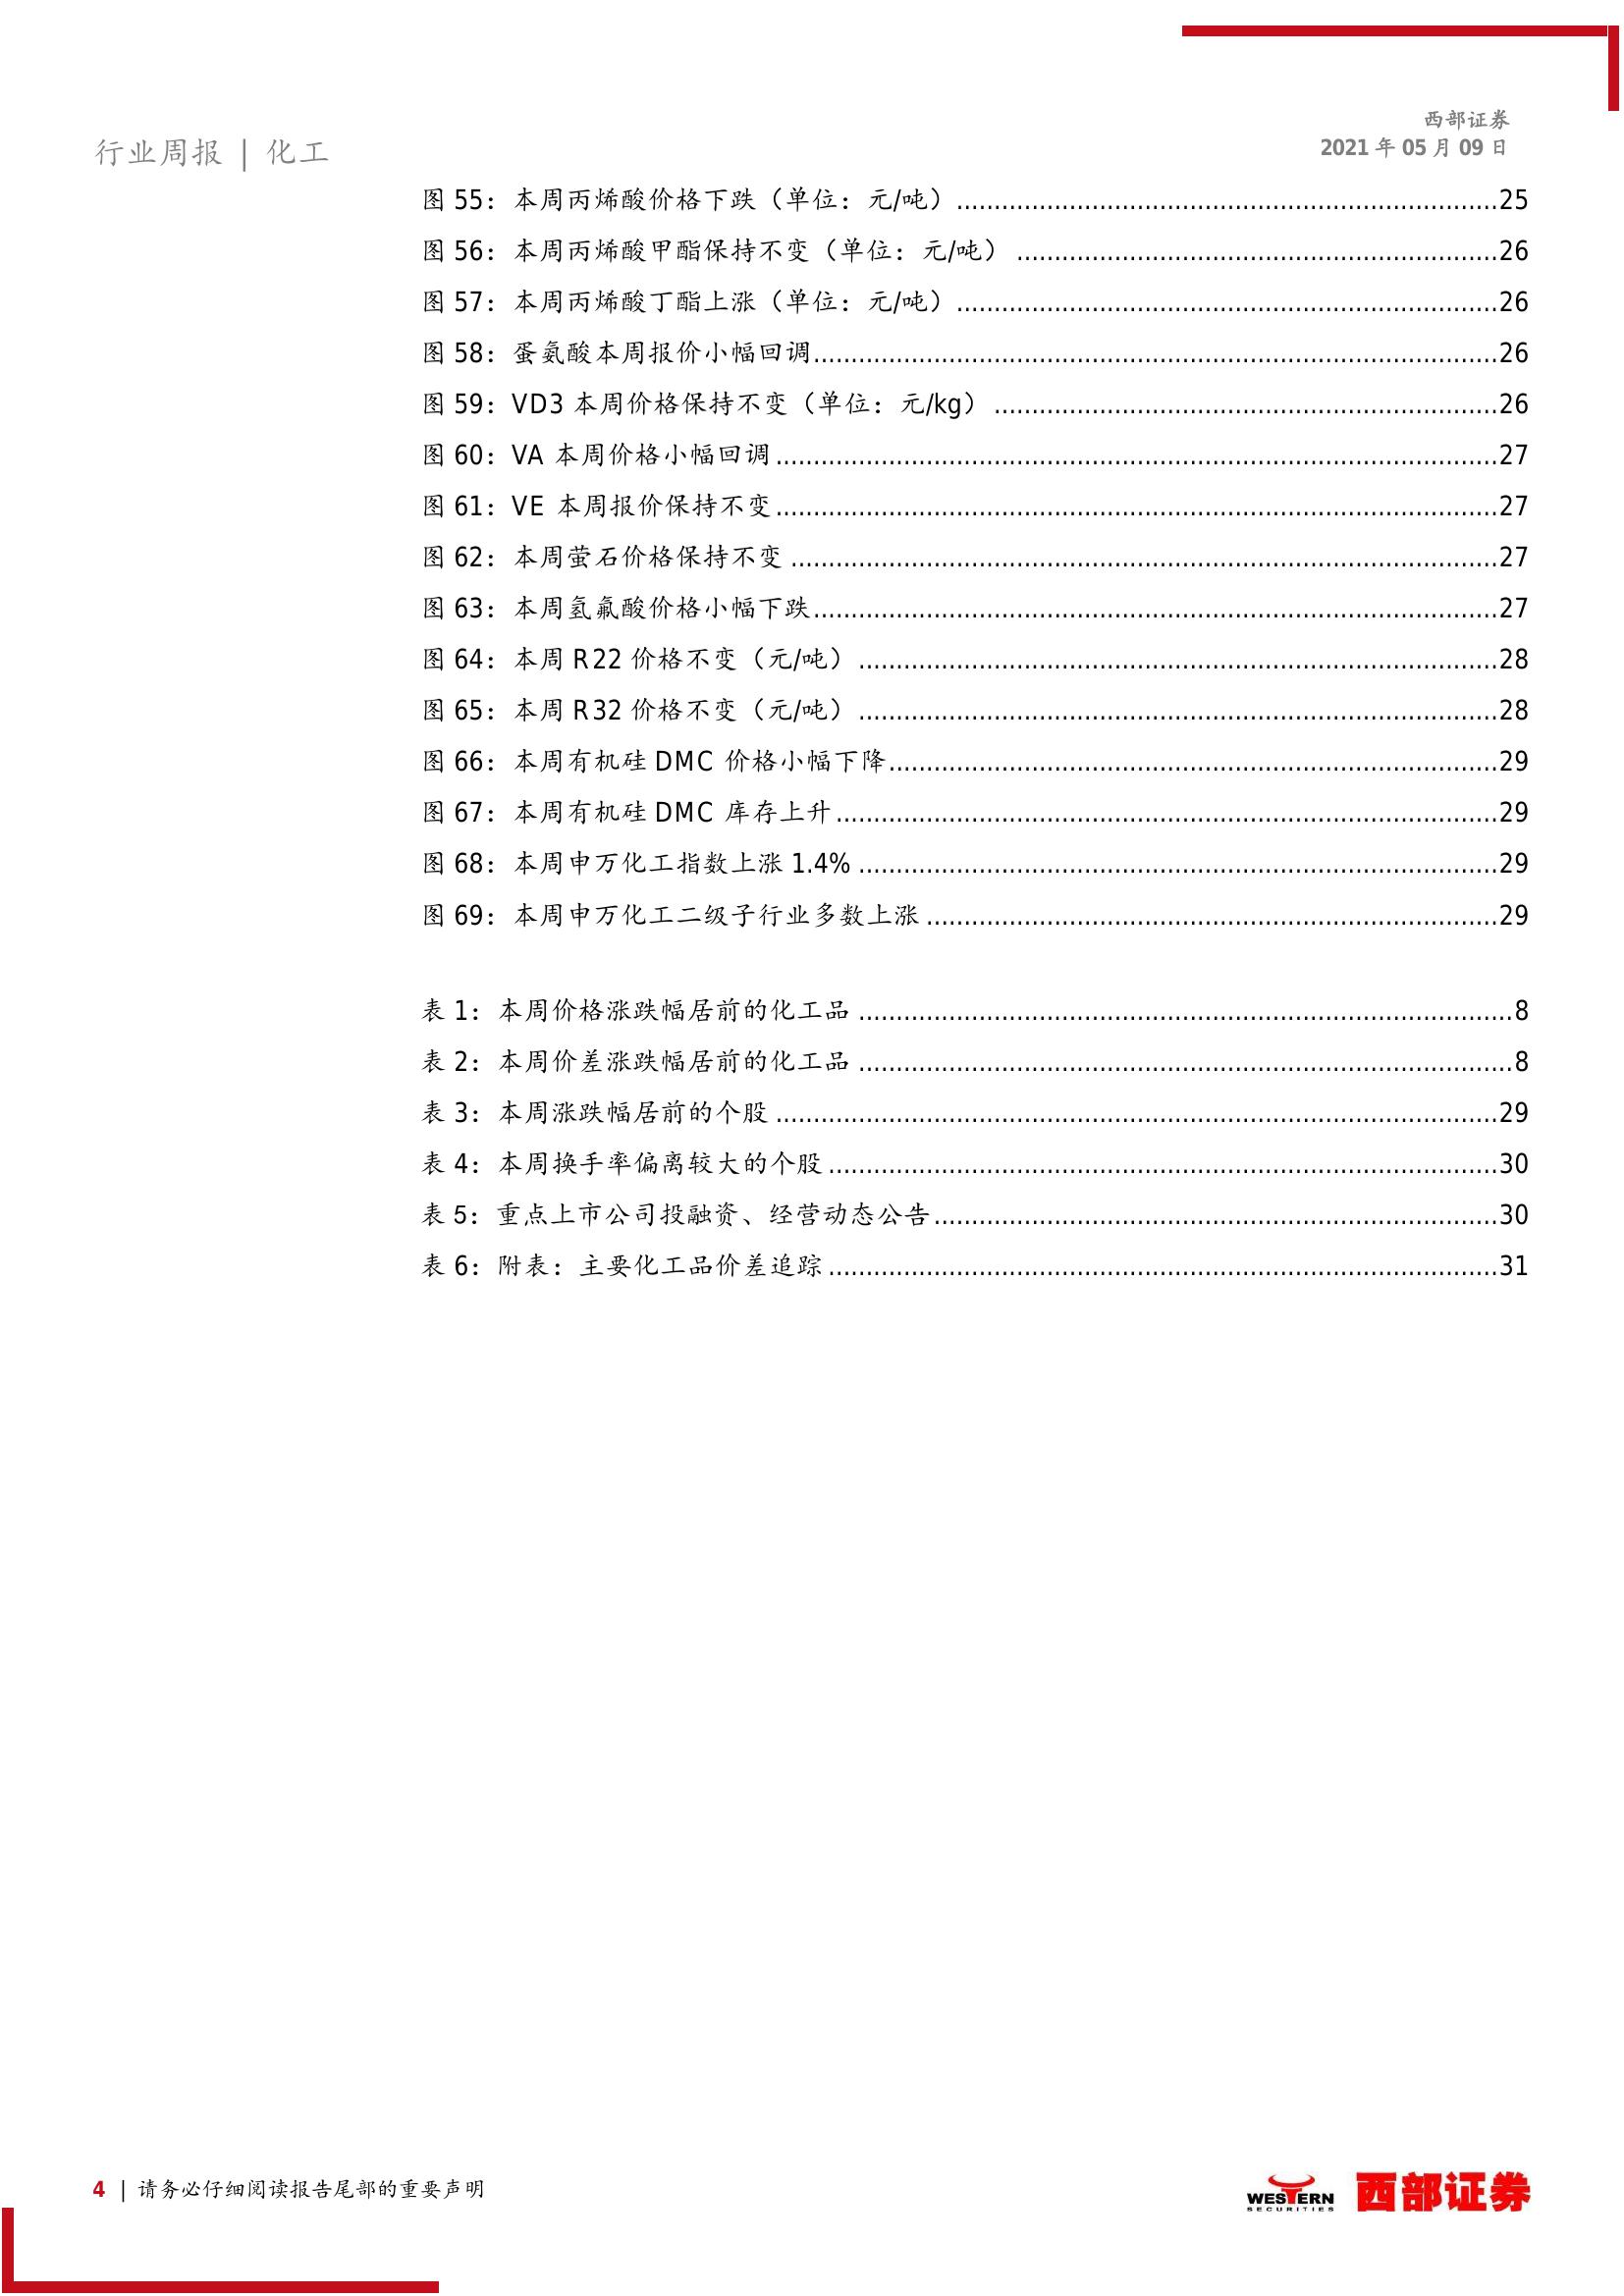 西部证券
行业周报 | 化工
2021 年 05 月 09 日
图 55：本周丙烯酸价格下跌（单位：元/吨）........................................................................25
图 56：本周丙烯酸甲酯保持不变（单位：元/吨）................................................................26
图 57：本周丙烯酸丁酯上涨（单位：元/吨）........................................................................26
图 58：蛋氨酸本周报价小幅回调...........................................................................................26
图 59：VD3 本周价格保持不变（单位：元/kg）...................................................................26
图 60：VA 本周价格小幅回调................................................................................................27
图 61：VE 本周报价保持不变................................................................................................27
图 62：本周萤石价格保持不变..............................................................................................27
图 63：本周氢氟酸价格小幅下跌...........................................................................................27
图 64：本周 R22 价格不变（元/吨）.....................................................................................28
图 65：本周 R32 价格不变（元/吨）.....................................................................................28
图 66：本周有机硅 DMC 价格小幅下降.................................................................................29
图 67：本周有机硅 DMC 库存上升........................................................................................29
图 68：本周申万化工指数上涨 1.4%.....................................................................................29
图 69：本周申万化工二级子行业多数上涨............................................................................29
表 1：本周价格涨跌幅居前的化工品.......................................................................................8
表 2：本周价差涨跌幅居前的化工品.......................................................................................8
表 3：本周涨跌幅居前的个股................................................................................................29
表 4：本周换手率偏离较大的个股.........................................................................................30
表 5：重点上市公司投融资、经营动态公告...........................................................................30
表 6：附表：主要化工品价差追踪.........................................................................................31
4 | 请务必仔细阅读报告尾部的重要声明
WESTERN
SECURITIES
西部证券